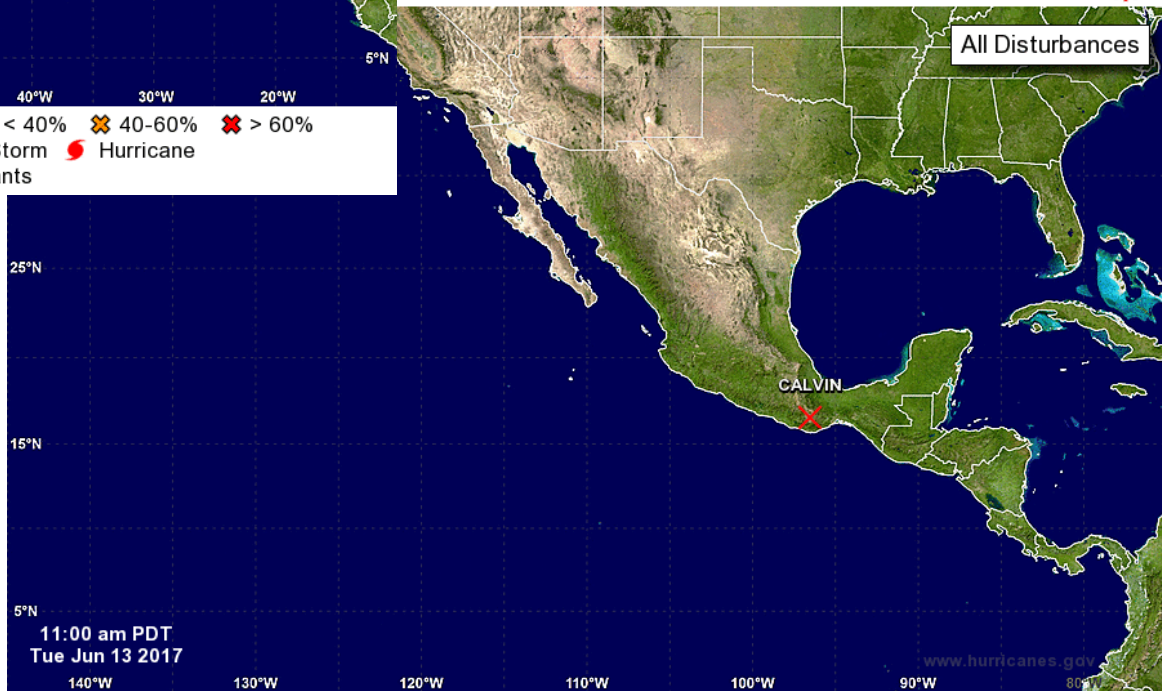 5°N
All Disturbances
40°W 30°W 20°W
< 40% 40-60% > 60%
Storm Hurricane
nts
25°N
CALVIN
15°N
5°N
11:00 am PDT
Tue Jun 13 2017
www.hurricanes.gov
140°W 130°W 120°W 110°W 100°W 90°W 80°W